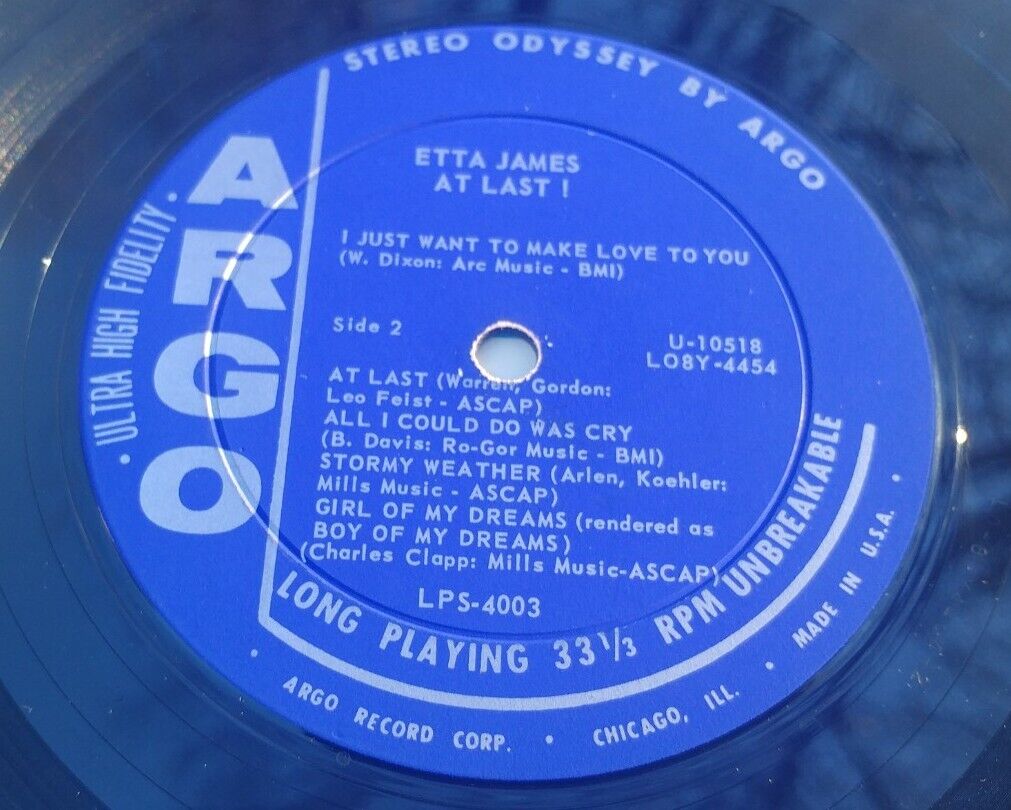 STEREO ODYSSEY BY ARGO
· ULTRA HIGH FIDELITY ·
ARGO
ETTA JAMES
AT LAST !
I JUST WANT TO MAKE LOVE TO YOU
(W. Dixon: Arc Music - BMI)
Side 2
U-10518
LO8Y-4454
AT LAST (Warren, Gordon:
Leo Feist - ASCAP)
ALL I COULD DO WAS CRY
(B. Davis: Ro-Gor Music - BMI)
STORMY WEATHER (Arlen, Koehler:
Mills Music - ASCAP)
GIRL OF MY DREAMS (rendered as
BOY OF MY DREAMS)
(Charles Clapp: Mills Music-ASCAP)
LPS-4003
LONG PLAYING 33 1/3 RPM UNBREAKABLE
· ARGO RECORD CORP. · CHICAGO, ILL. · MADE IN U.S.A. ·